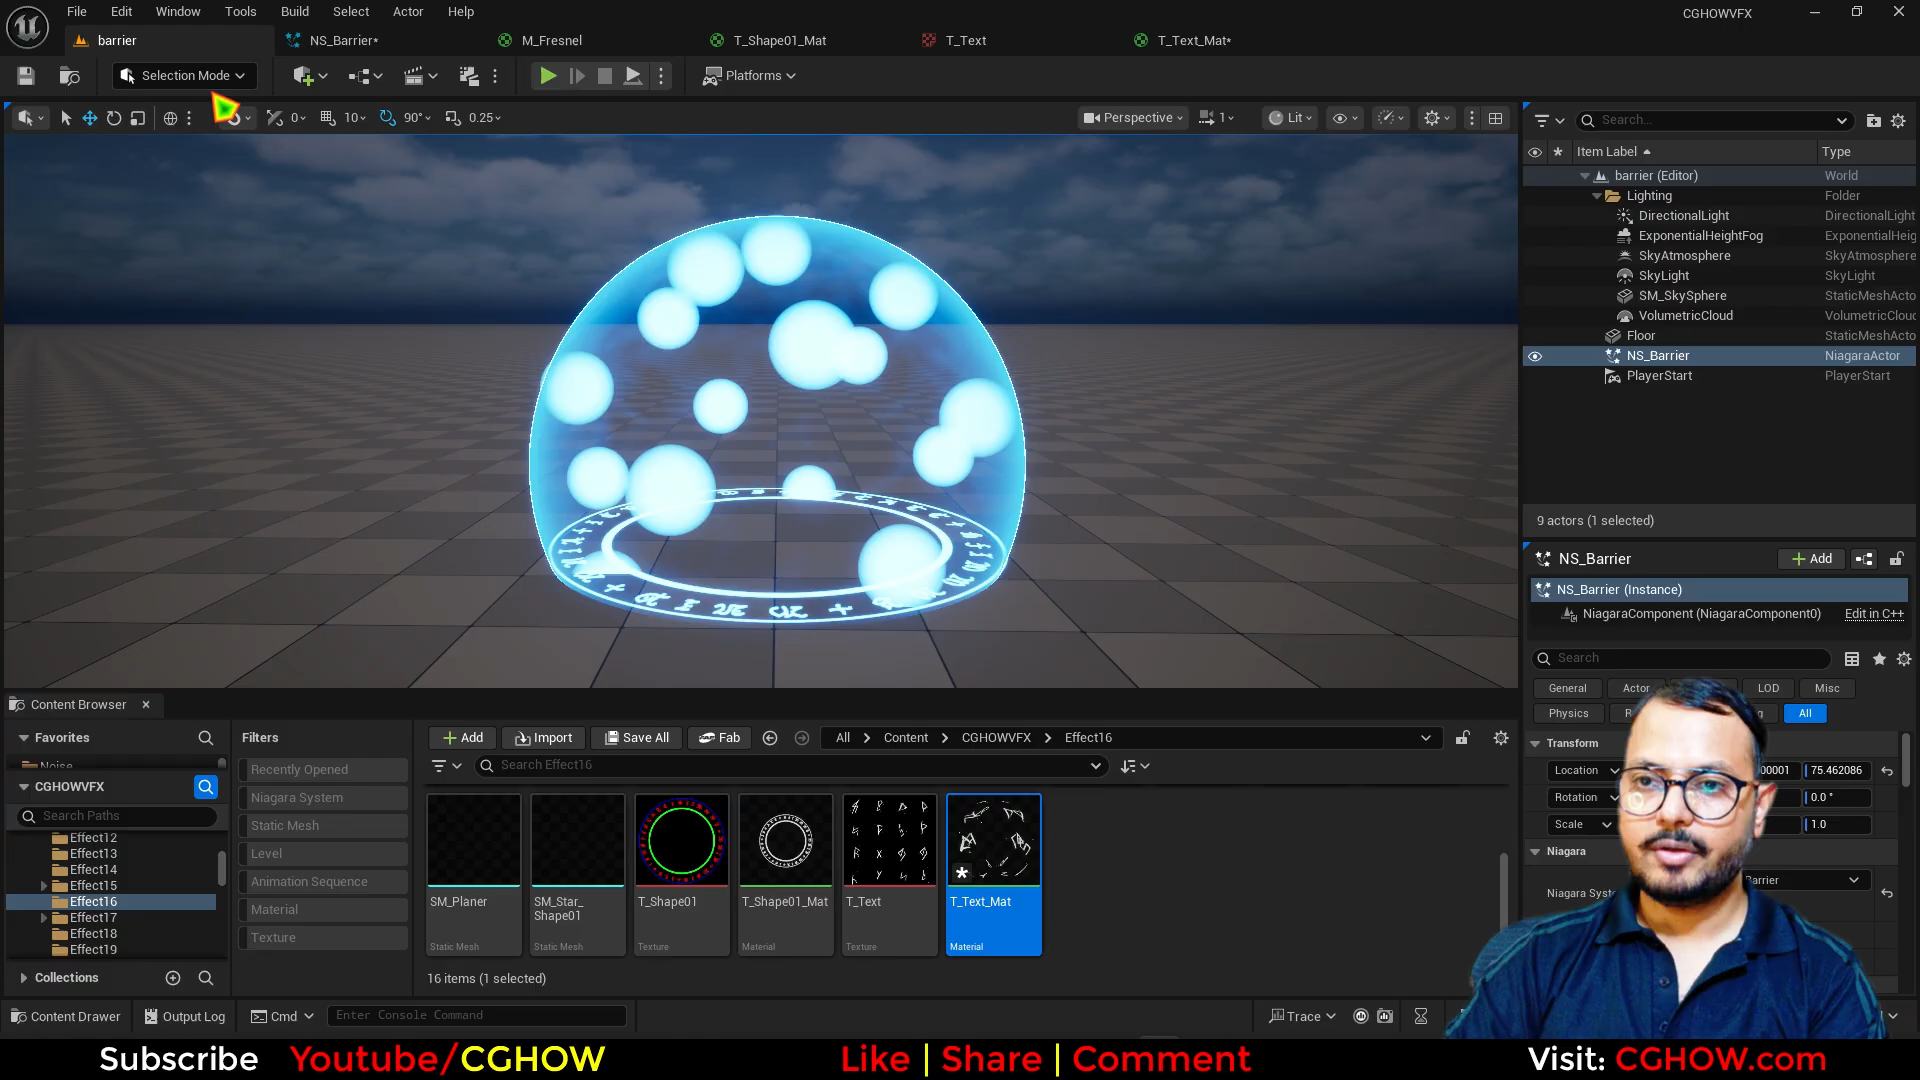 File Edit Window Tools Build Select Actor Help
CGHOWVFX
barrier NS_Barrier* M_Fresnel T_Shape01_Mat T_Text T_Text_Mat*
Selection Mode Platforms
0 10 90° 0.25 Perspective 1 Lit
Search...
Item Label Type
barrier (Editor) World
Lighting Folder
DirectionalLight DirectionalLight
ExponentialHeightFog ExponentialHeig
SkyAtmosphere SkyAtmosphere
SkyLight SkyLight
SM_SkySphere StaticMeshActo
VolumetricCloud VolumetricClouc
Floor StaticMeshActo
NS_Barrier NiagaraActor
PlayerStart PlayerStart
9 actors (1 selected)
NS_Barrier Add
NS_Barrier (Instance)
NiagaraComponent (NiagaraComponent0) Edit in C++
Search
General Actor LOD Misc
Physics All
Transform
Location 00001 75.462086
Rotation 0.0 °
Scale 1.0
Niagara
Niagara Syst arrier
Content Browser
Favorites
Noise
CGHOWVFX
Search Paths
Effect12
Effect13
Effect14
Effect15
Effect16
Effect17
Effect18
Effect19
Collections
Filters
Recently Opened
Niagara System
Static Mesh
Level
Animation Sequence
Material
Texture
Add Import Save All Fab All Content CGHOWVFX Effect16
Search Effect16
SM_Planer
Static Mesh
SM_Star_
Shape01
Static Mesh
T_Shape01
Texture
T_Shape01_Mat
Material
T_Text
Texture
T_Text_Mat
Material
16 items (1 selected)
Content Drawer Output Log Cmd Enter Console Command Trace
Subscribe Youtube/CGHOW Like | Share | Comment Visit: CGHOW.com